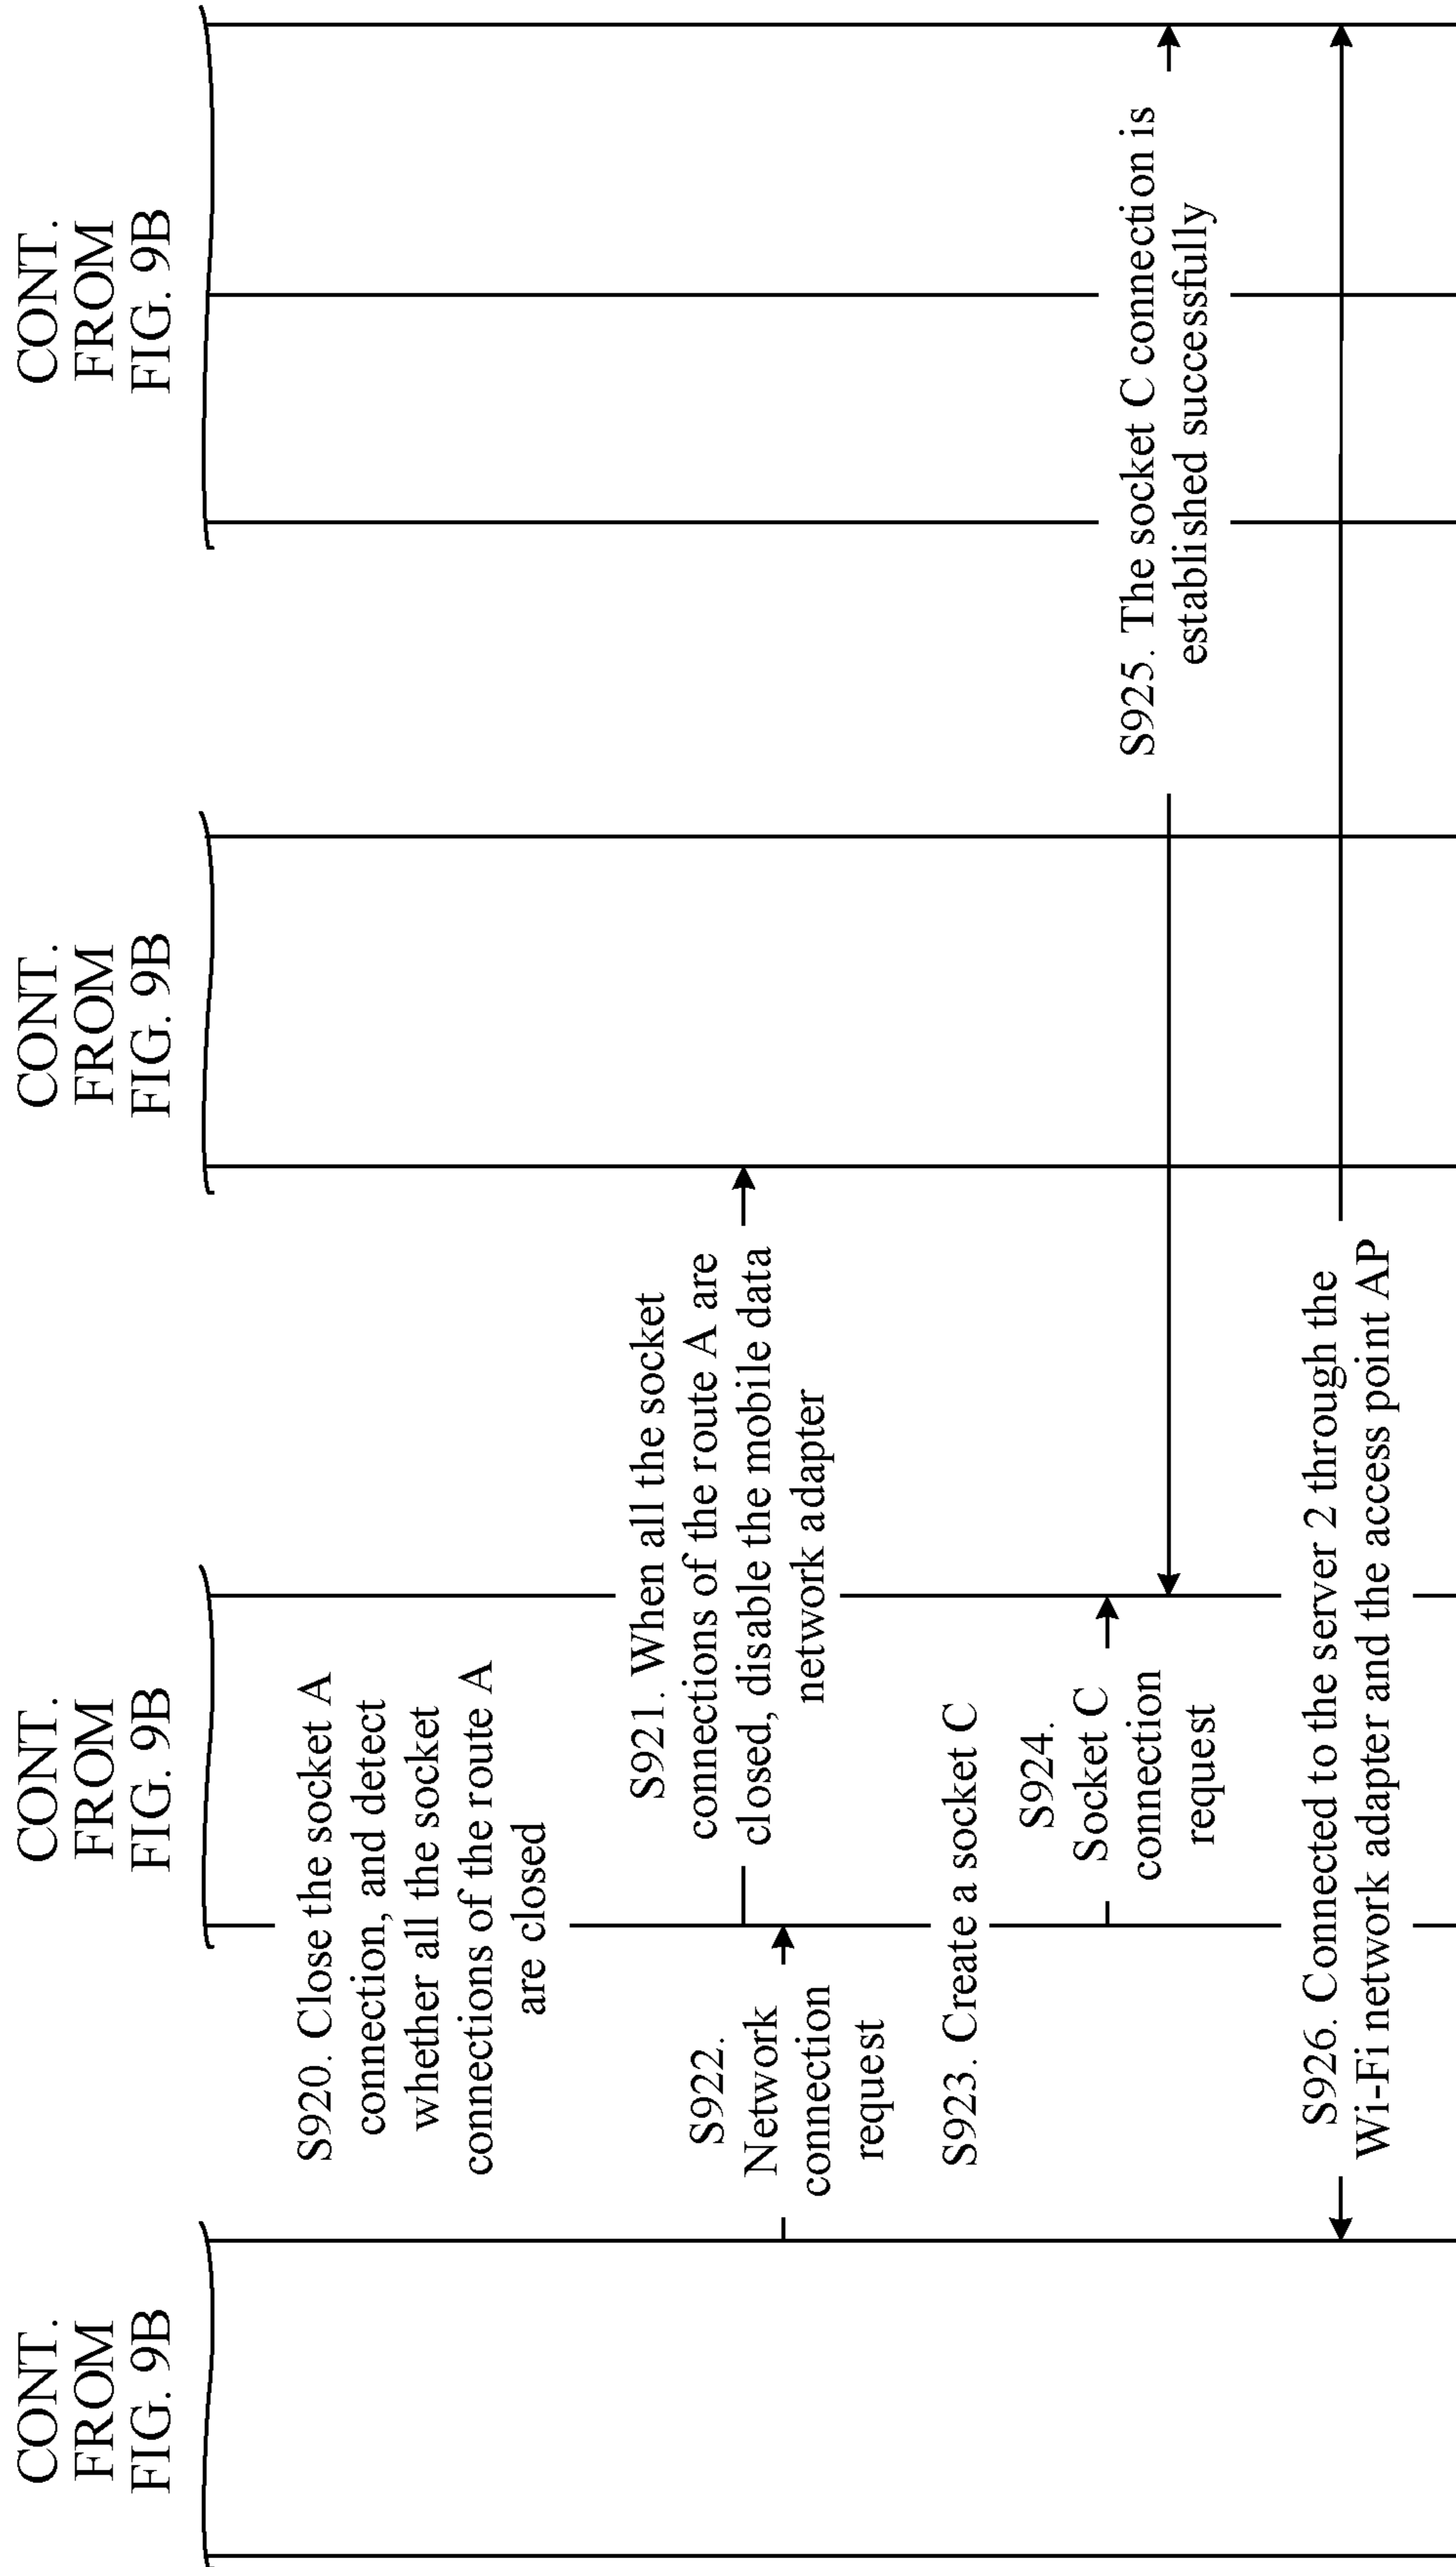 CONT.
FROM
FIG. 9B
CONT.
FROM
FIG. 9B
CONT.
FROM
FIG. 9B
CONT.
FROM
FIG. 9B
S920. Close the socket A
connection, and detect
whether all the socket
connections of the route A
are closed
S921. When all the socket
connections of the route A are
closed, disable the mobile data
network adapter
S922.
Network
connection
request
S923. Create a socket C
S924.
Socket C
connection
request
S925. The socket C connection is
established successfully
S926. Connected to the server 2 through the
Wi-Fi network adapter and the access point AP